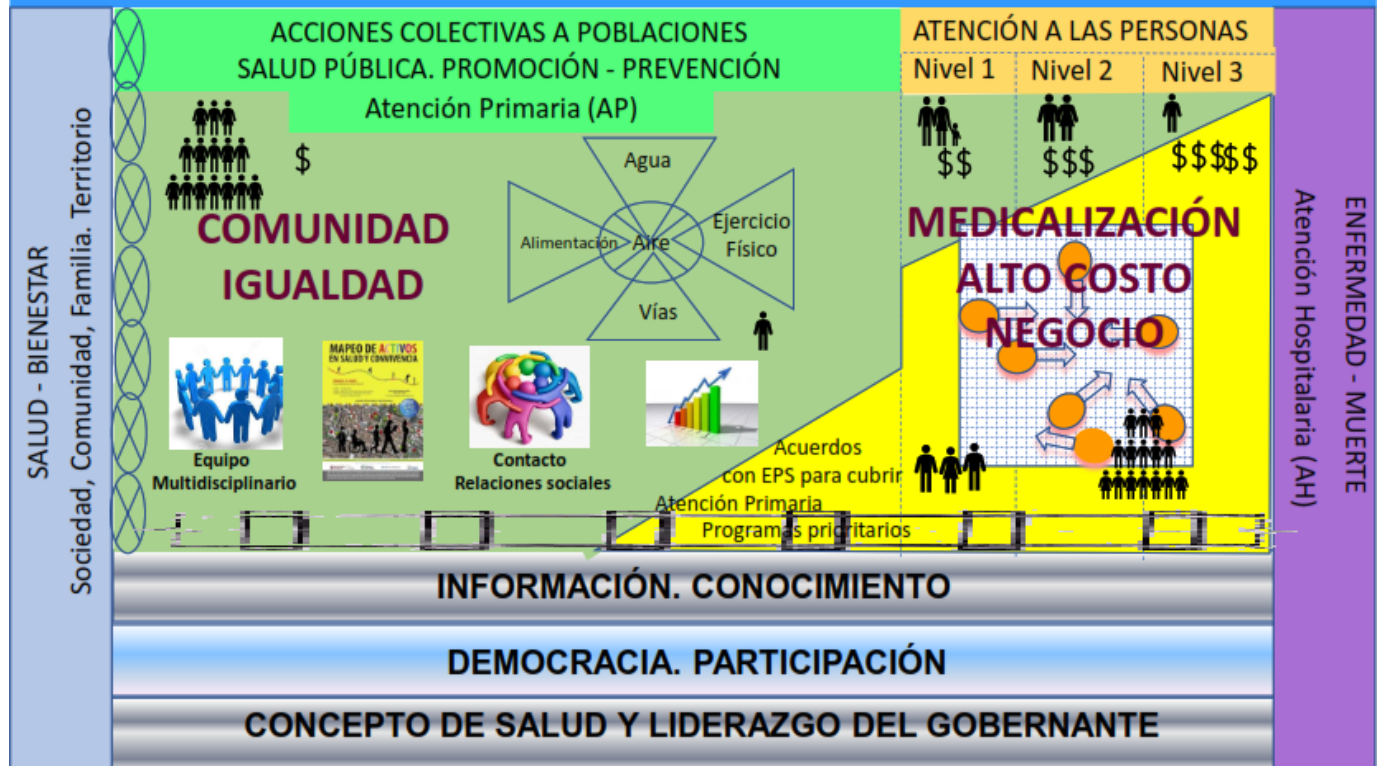 ACCIONES COLECTIVAS A POBLACIONES
SALUD PÚBLICA. PROMOCIÓN - PREVENCIÓN
Atención Primaria (AP)
ATENCIÓN A LAS PERSONAS
Nivel 1
Nivel 2
Nivel 3
SALUD - BIENESTAR
Sociedad, Comunidad, Familia. Territorio
$
$$
$$$
$$$$$
COMUNIDAD
IGUALDAD
Agua
Alimentación
Aire
Ejercicio
Físico
Vías
MEDICALIZACIÓN
ALTO COSTO
NEGOCIO
MAPEO DE ACTIVOS
EN SALUD Y CONVIVENCIA
Equipo
Multidisciplinario
Contacto
Relaciones sociales
Acuerdos
con EPS para cubrir
Atención Primaria
Programas prioritarios
Atención Hospitalaria (AH)
ENFERMEDAD - MUERTE
INFORMACIÓN. CONOCIMIENTO
DEMOCRACIA. PARTICIPACIÓN
CONCEPTO DE SALUD Y LIDERAZGO DEL GOBERNANTE